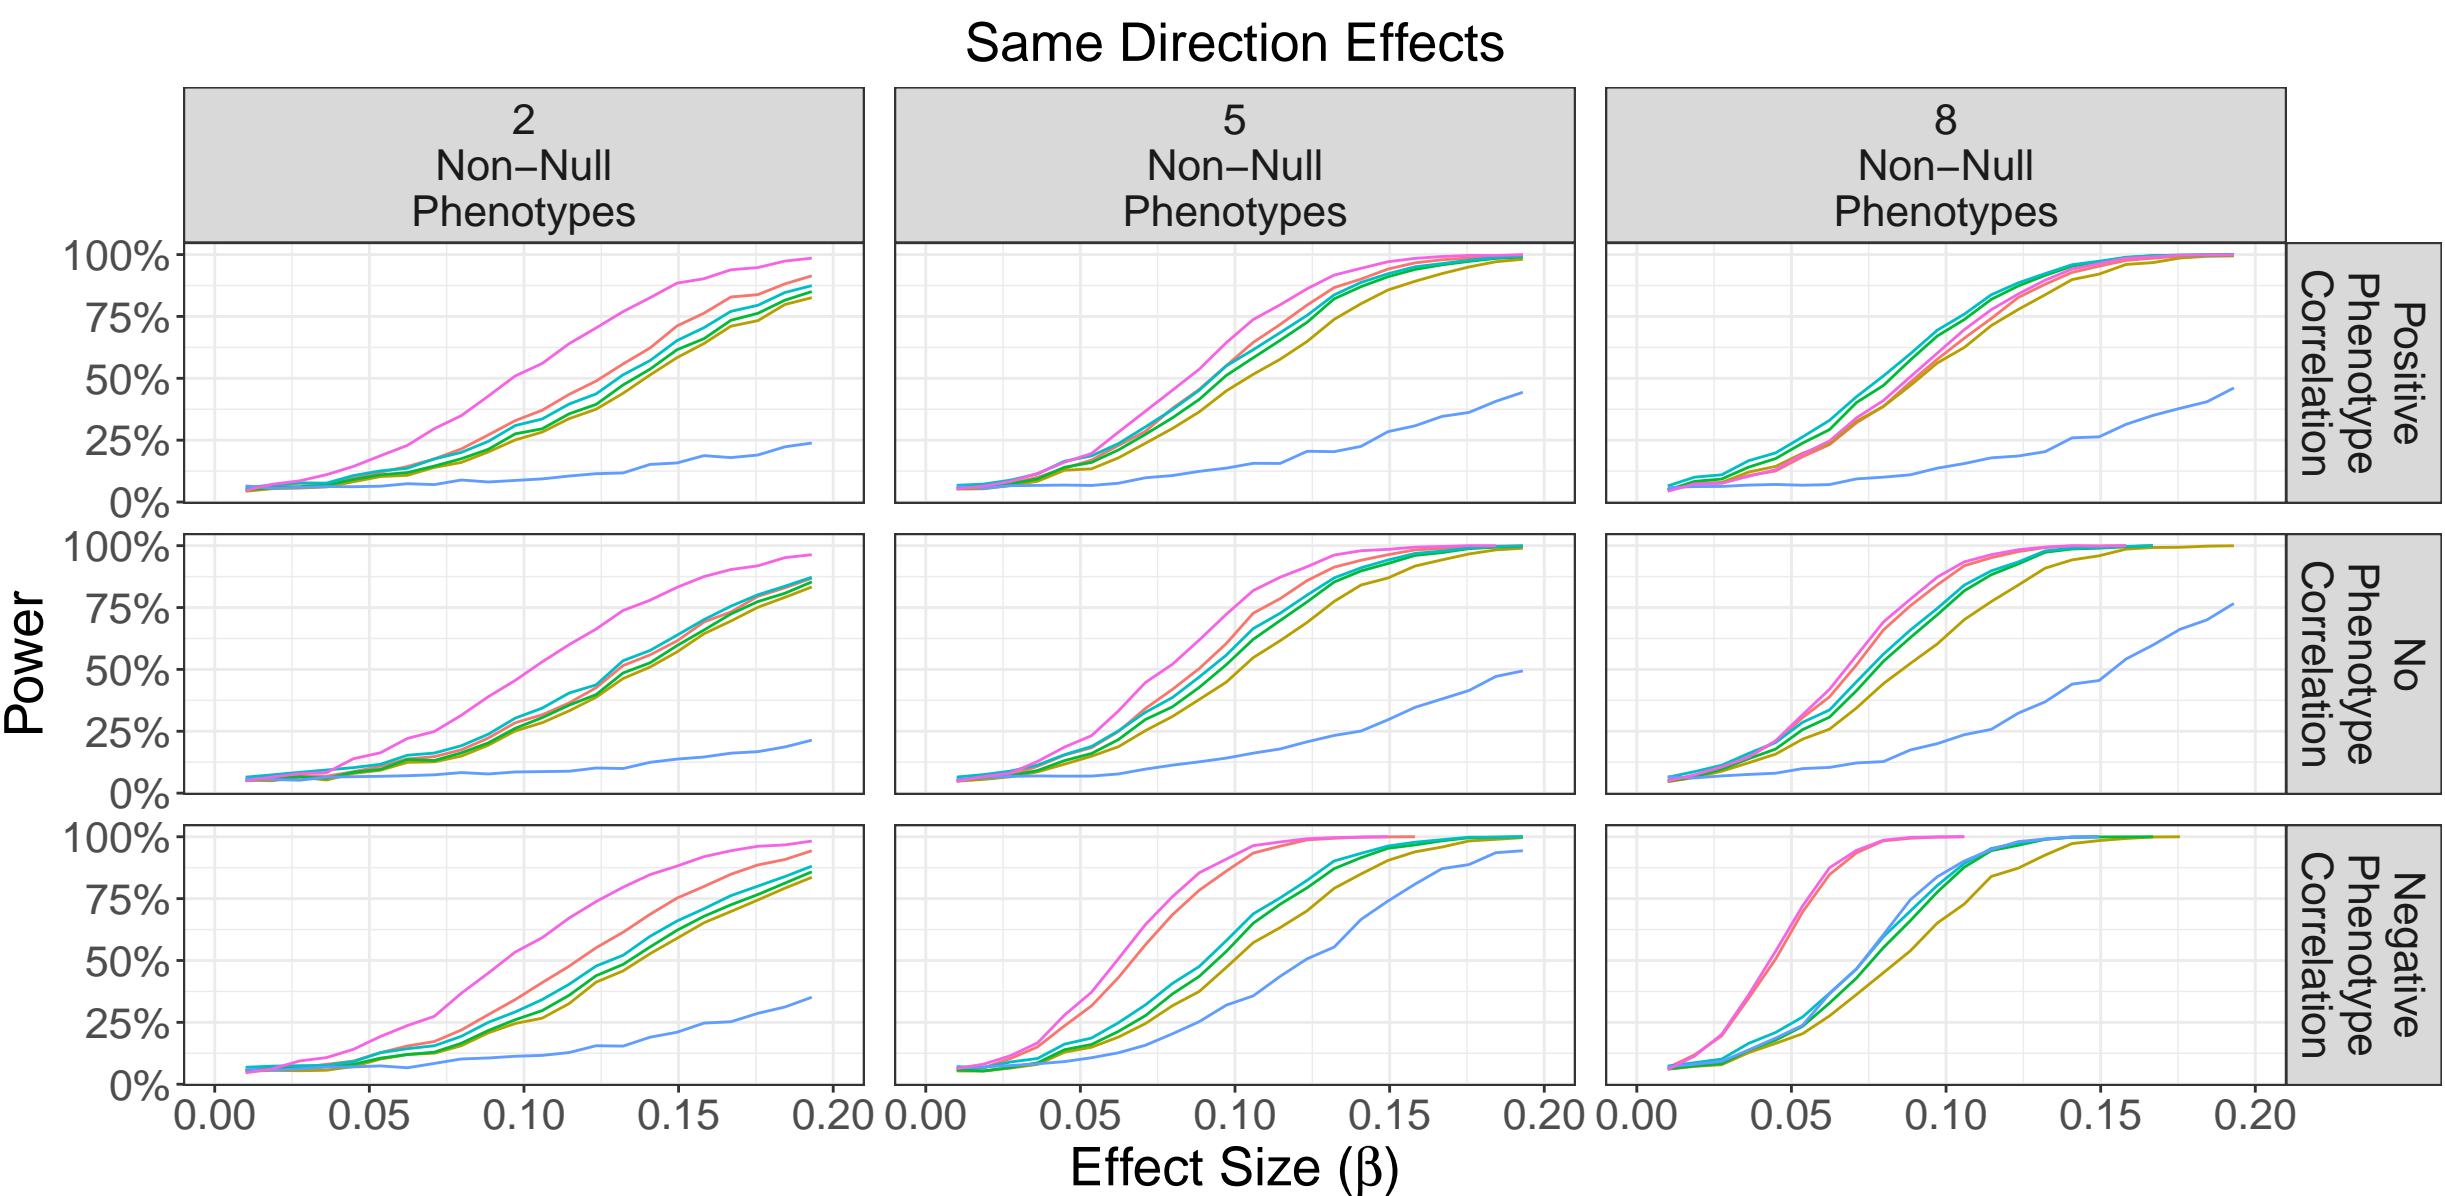 Same Direction Effects
2
Non−Null
Phenotypes
5
Non−Null
Phenotypes
8
Non−Null
Phenotypes
100%
75%
50%
25%
0%
Positive
Phenotype
Correlation
100%
75%
50%
25%
0%
No
Phenotype
Correlation
100%
75%
50%
25%
0%
Negative
Phenotype
Correlation
Power
0.00 0.05 0.10 0.15 0.20 0.00 0.05 0.10 0.15 0.20 0.00 0.05 0.10 0.15 0.20
Effect Size (β)